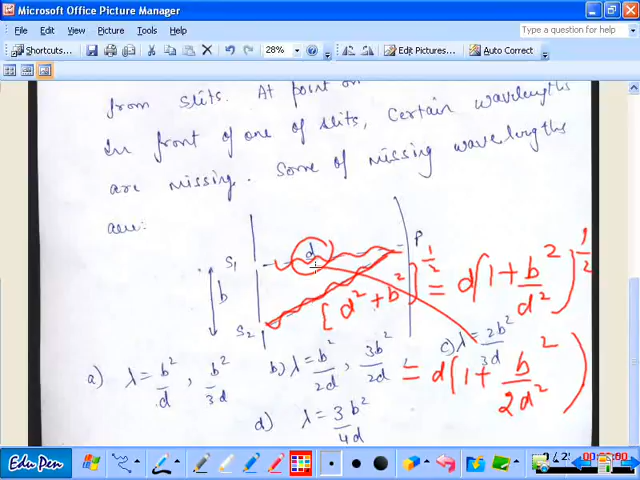 Microsoft Office Picture Manager
File Edit View Picture Tools Help
Type a question for help
Shortcuts... 28% Edit Pictures... Auto Correct
from slits. At point on
In front of one of slits, Certain wavelengths
are missing. Some of missing wavelengths
are:
d
P
S1
b
S2
[d² + b²]^1/2 = d(1 + b²/d²)^1/2
= d(1 + b²/2d²)
a) λ = b²/d , b²/3d b) λ = b²/2d , 3b²/2d c) λ = 2b²/3d
d) λ = 3b²/4d
Edu Pen